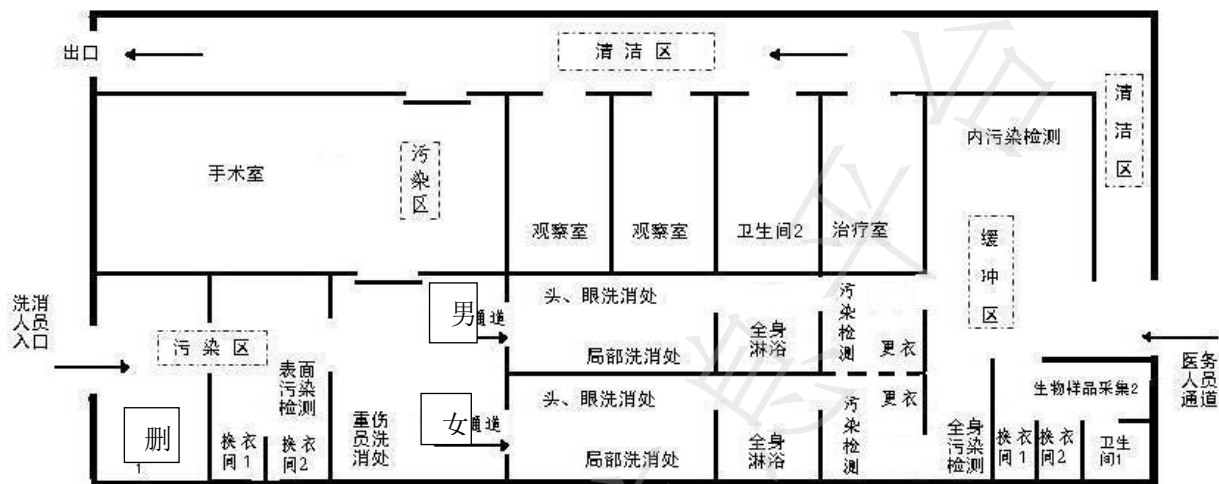 出口
清洁区
清
洁
区
手术室
污
染
区
观察室
观察室
卫生间2
治疗室
内污染检测
缓
冲
区
洗消
人员
入口
污染区
表面
污染
检测
男
通道
头、眼洗消处
局部洗消处
全身
淋浴
污染检测
更衣
医务
人员
通道
生物样品采集2
删
1
换衣
间1
换衣
间2
重伤
员洗
消处
女
通道
头、眼洗消处
局部洗消处
全身
淋浴
污染检测
更衣
全身
污染
检测
换衣
间1
换衣
间2
卫生
间1